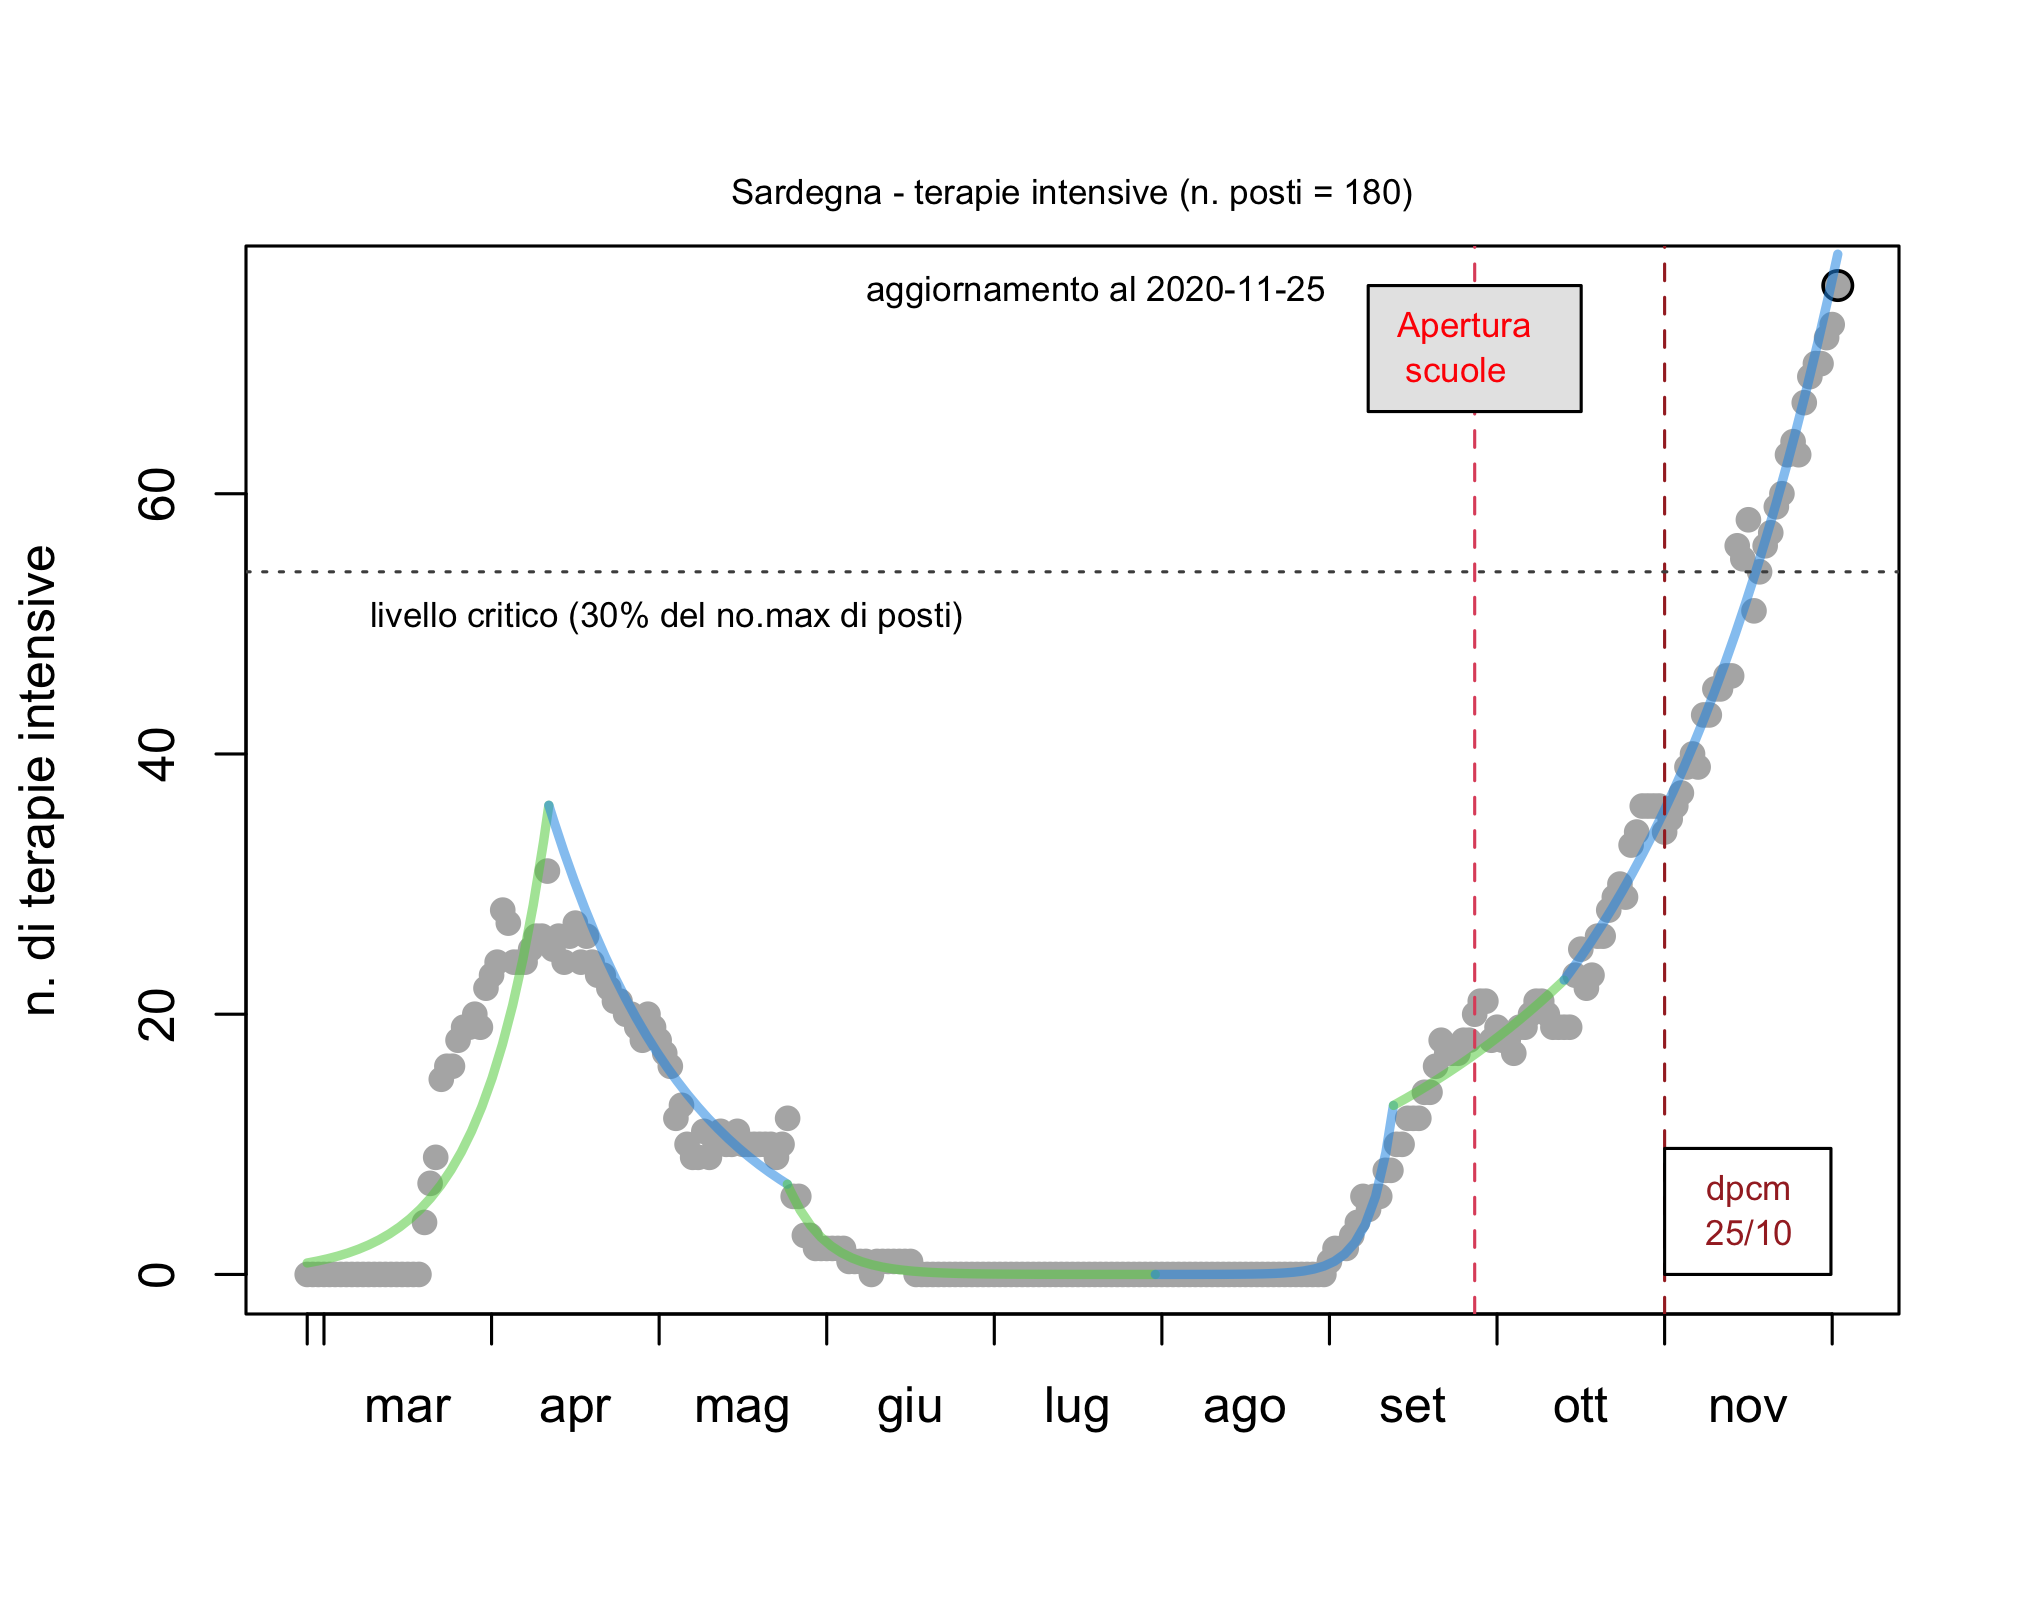 Sardegna - terapie intensive (n. posti = 180)
aggiornamento al 2020-11-25
Apertura
scuole
livello critico (30% del no.max di posti)
dpcm
25/10
n. di terapie intensive
60
40
20
0
mar apr mag giu lug ago set ott nov